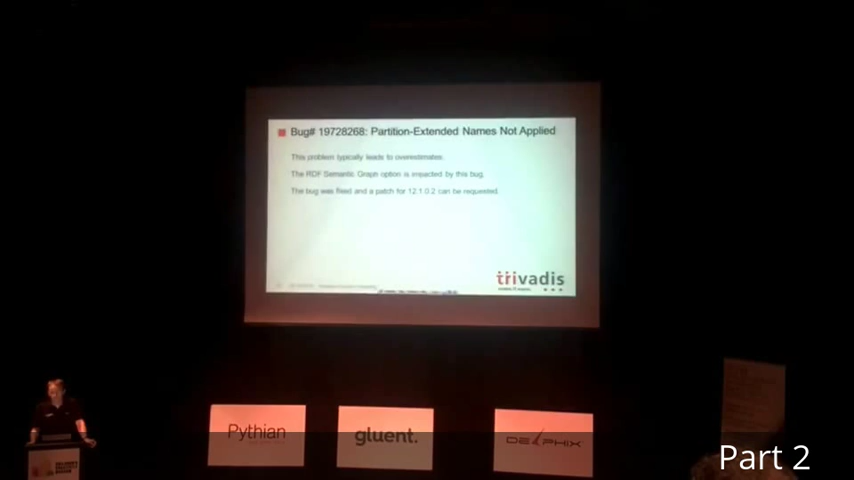 Bug# 19728268: Partition-Extended Names Not Applied
This problem typically leads to overestimates.
The RDF Semantic Graph option is impacted by this bug.
The bug was fixed and a patch for 12.1.0.2 can be requested.
trivadis
Pythian
gluent.
DELPHIX
Part 2